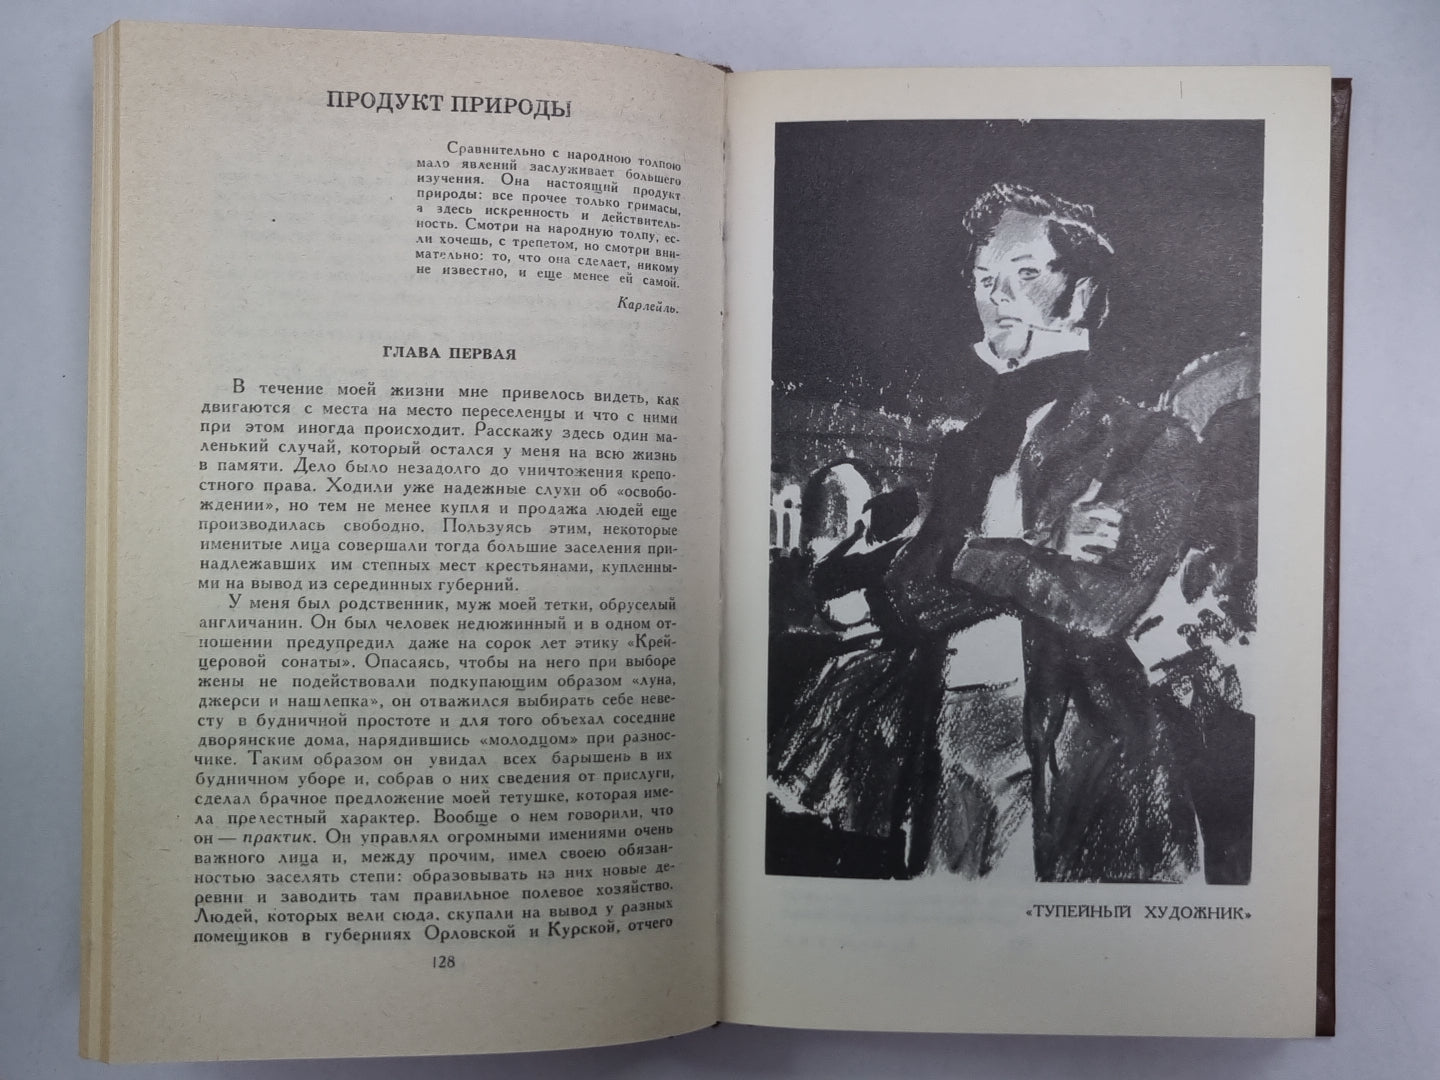 ПРОДУКТ ПРИРОДЫ
Сравнительно с народною толпою
мало явлений заслуживает большего
изучения. Она настоящий продукт
природы: все прочее только гримасы,
а здесь искренность и действитель-
ность. Смотри на народную толпу, ес-
ли хочешь, с трепетом, но смотри вни-
мательно: то, что она сделает, никому
не известно, и еще менее ей самой.
Карлейль.
ГЛАВА ПЕРВАЯ
В течение моей жизни мне привелось видеть, как
двигаются с места на место переселенцы и что с ними
при этом иногда происходит. Расскажу здесь один ма-
ленький случай, который остался у меня на всю жизнь
в памяти. Дело было незадолго до уничтожения крепо-
стного права. Ходили уже надежные слухи об «освобо-
ждении», но тем не менее купля и продажа людей еще
производилась свободно. Пользуясь этим, некоторые
именитые лица совершали тогда большие заселения при-
надлежавших им степных мест крестьянами, купленны-
ми на вывод из серединных губерний.
У меня был родственник, муж моей тетки, обруселый
англичанин. Он был человек недюжинный и в одном от-
ношении предупредил даже на сорок лет этику «Крей-
церовой сонаты». Опасаясь, чтобы на него при выборе
жены не подействовали подкупающим образом «луна,
джерси и нашлепка», он отважился выбирать себе неве-
сту в будничной простоте и для того объехал соседние
дворянские дома, нарядившись «молодцом» при разнос-
чике. Таким образом он увидал всех барышень в их
будничном уборе и, собрав о них сведения от прислуги,
сделал брачное предложение моей тетушке, которая име-
ла прелестный характер. Вообще о нем говорили, что
он — практик. Он управлял огромными имениями очень
важного лица и, между прочим, имел своею обязан-
ностью заселять степи: образовывать на них новые де-
ревни и заводить там правильное полевое хозяйство.
Людей, которых вели сюда, скупали на вывод у разных
помещиков в губерниях Орловской и Курской, отчего
128
«ТУПЕЙНЫЙ ХУДОЖНИК»